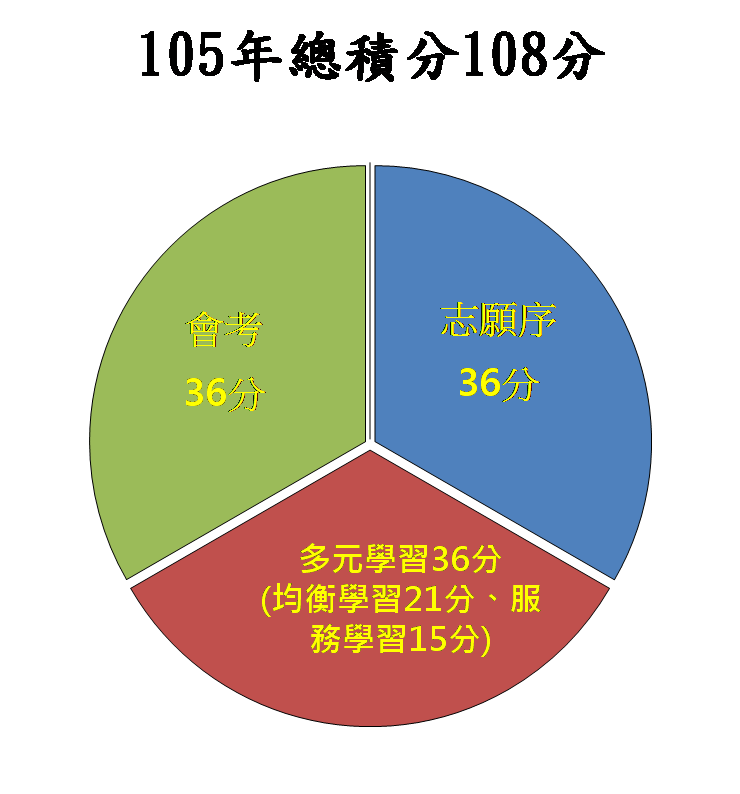 105年總積分108分
會考
36分
志願序
36分
多元學習36分
(均衡學習21分、服
務學習15分)